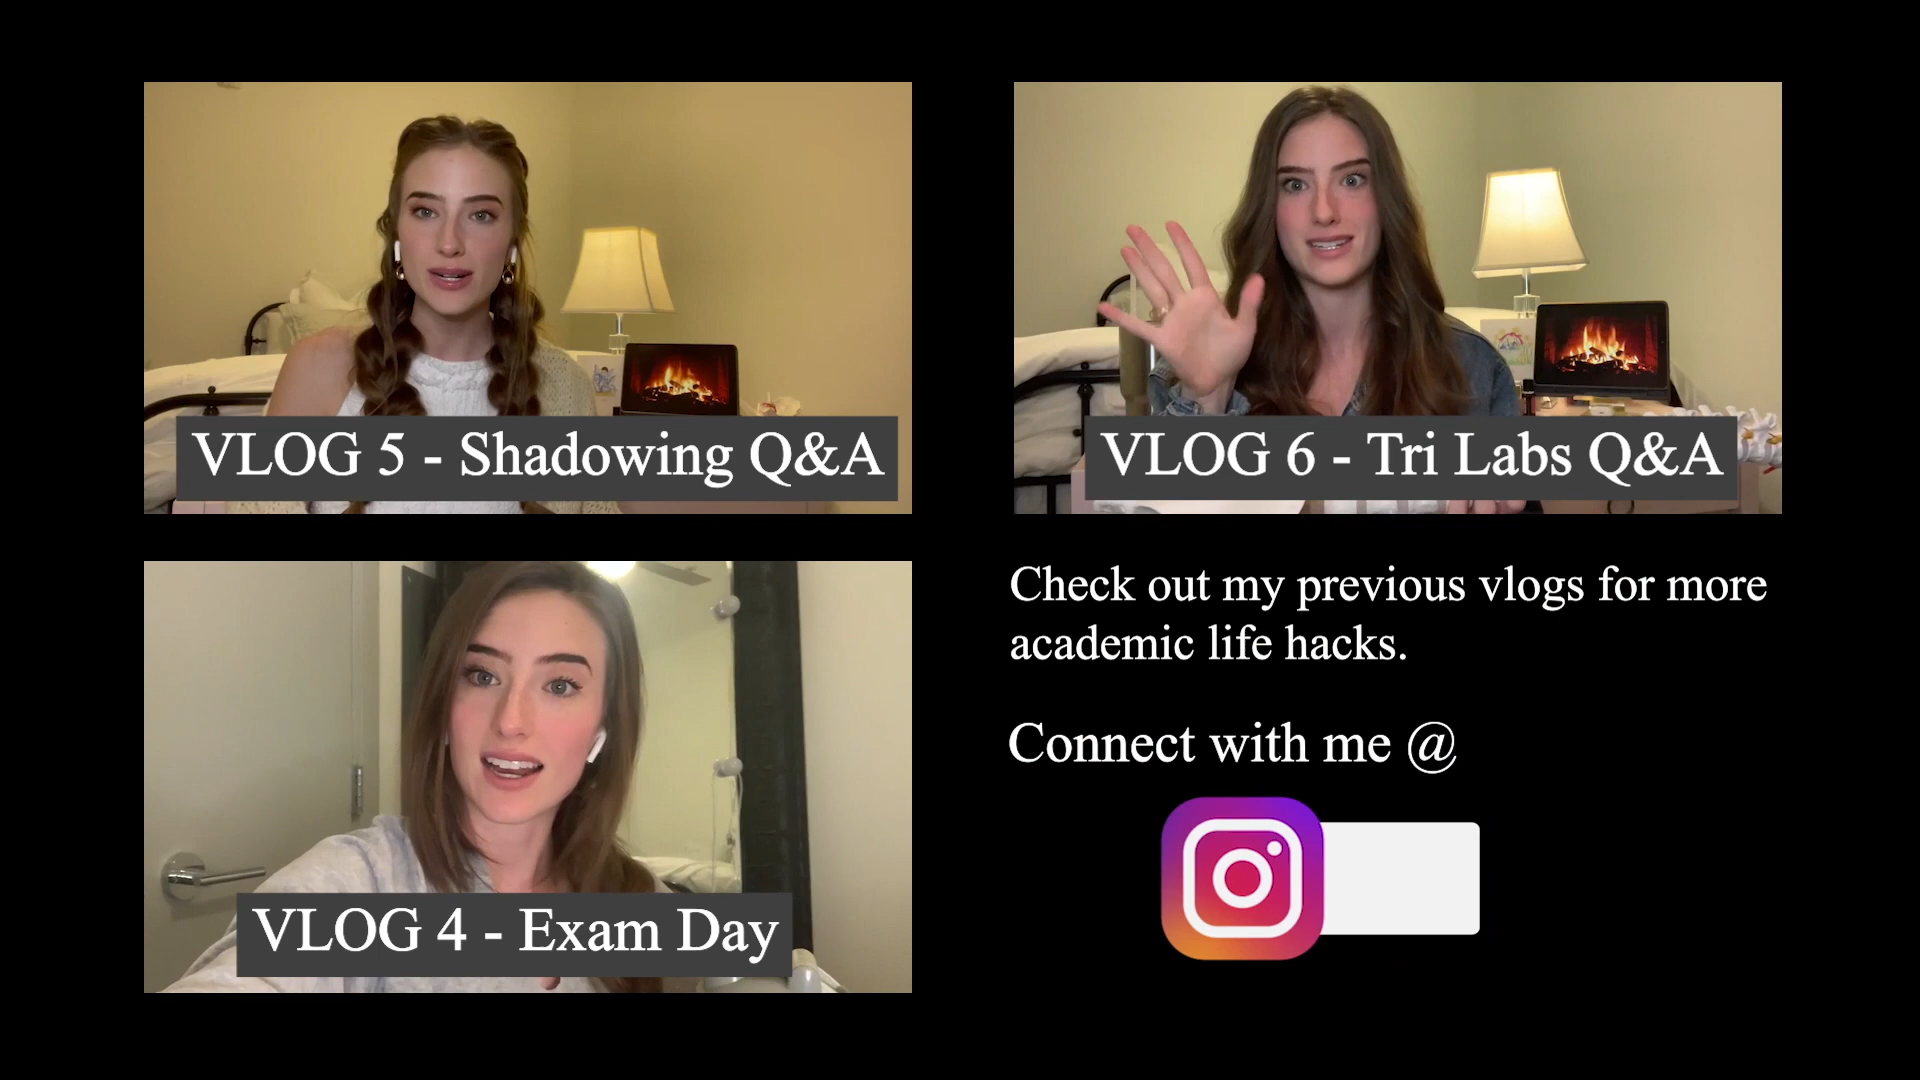 VLOG 5 - Shadowing Q&A
VLOG 6 - Tri Labs Q&A
VLOG 4 - Exam Day
Check out my previous vlogs for more
academic life hacks.
Connect with me @